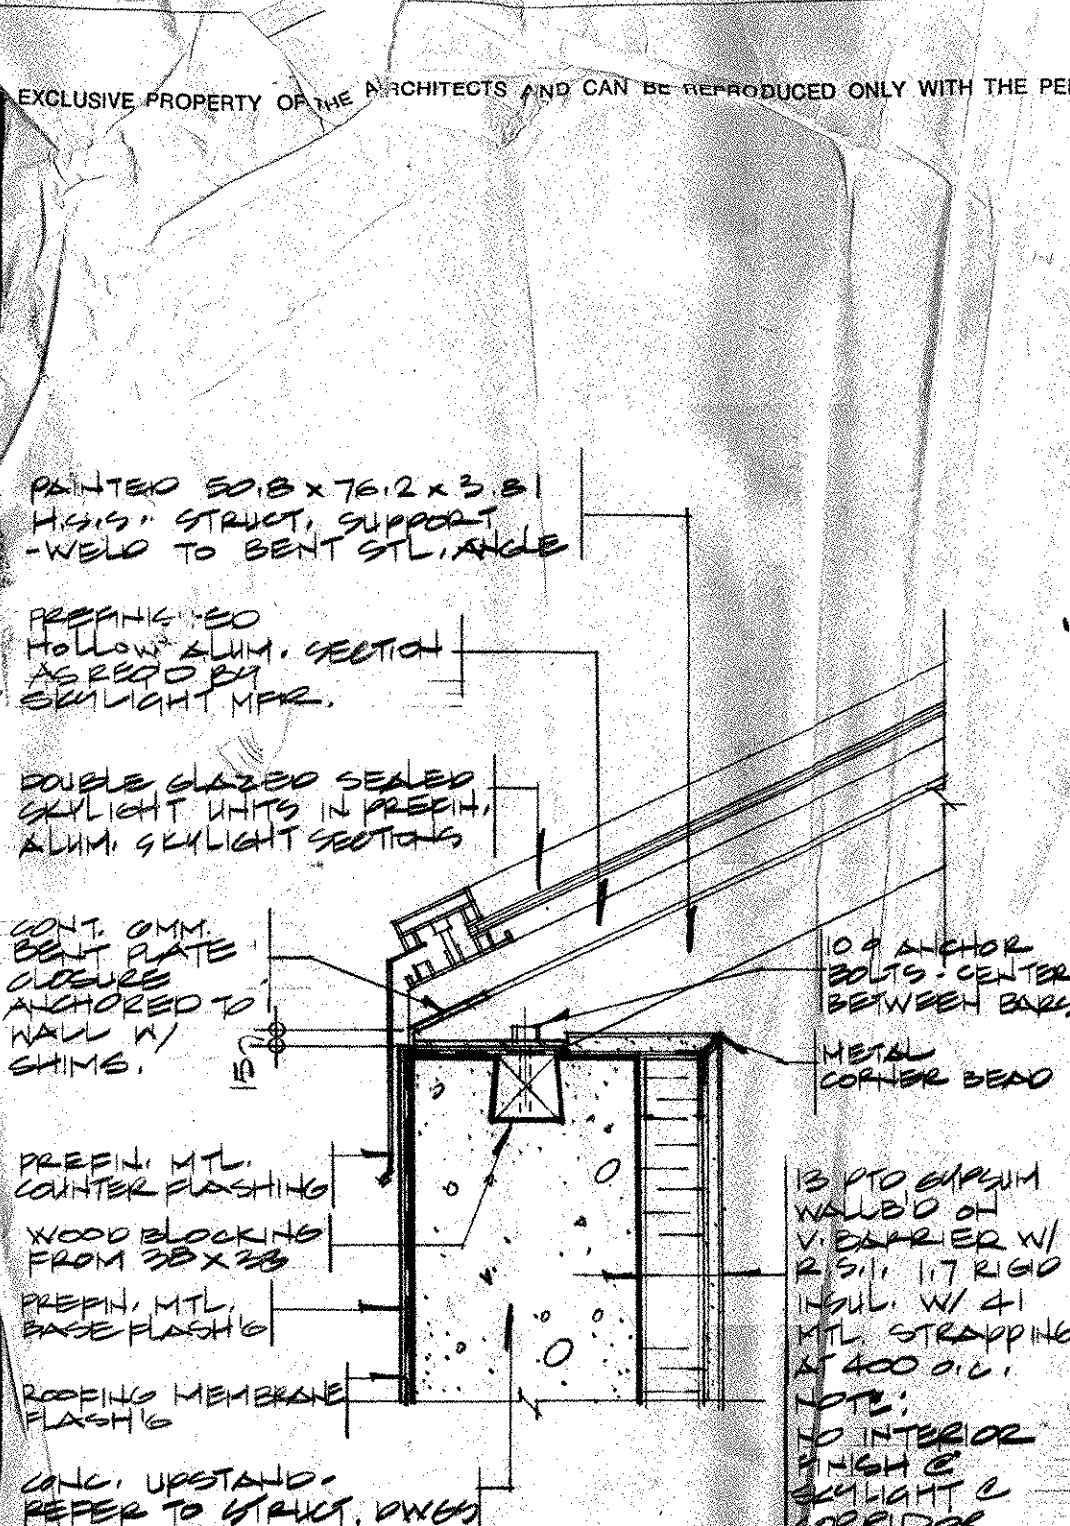 EXCLUSIVE PROPERTY OF THE ARCHITECTS AND CAN BE REPRODUCED ONLY WITH THE
PAINTED 50.8 x 76.2 x 3.81
H.S.S. STRUCT. SUPPORT
-WELD TO BENT STL. ANGLE
PREFINISHED
HOLLOW ALUM. SECTION
AS REQ'D BY
SKYLIGHT MFR.
DOUBLE GLAZED SEALED
SKYLIGHT UNITS IN PREFIN.
ALUM. SKYLIGHT SECTIONS
CONT. 6MM.
BENT PLATE
CLOSURE
ANCHORED TO
WALL W/
SHIMS.
15
PREFIN. MTL.
COUNTER FLASHING
WOOD BLOCKING
FROM 38 x 38
PREFIN. MTL.
BASE FLASH'G
ROOFING MEMBRANE
FLASH'G
CONC. UPSTAND -
REFER TO STRUCT. DWGS
ANCHOR
BOLTS - CENTER
BETWEEN BARS
METAL
CORNER BEAD
13 PTD GYPSUM
WALLB'D ON
V. BARRIER W/
R.S.I. 1.7 RIGID
INSUL. W/ 41
MTL. STRAPPING
AT 400 O.C.
NOTE:
NO INTERIOR
FINISH @
SKYLIGHT @
CORRIDOR